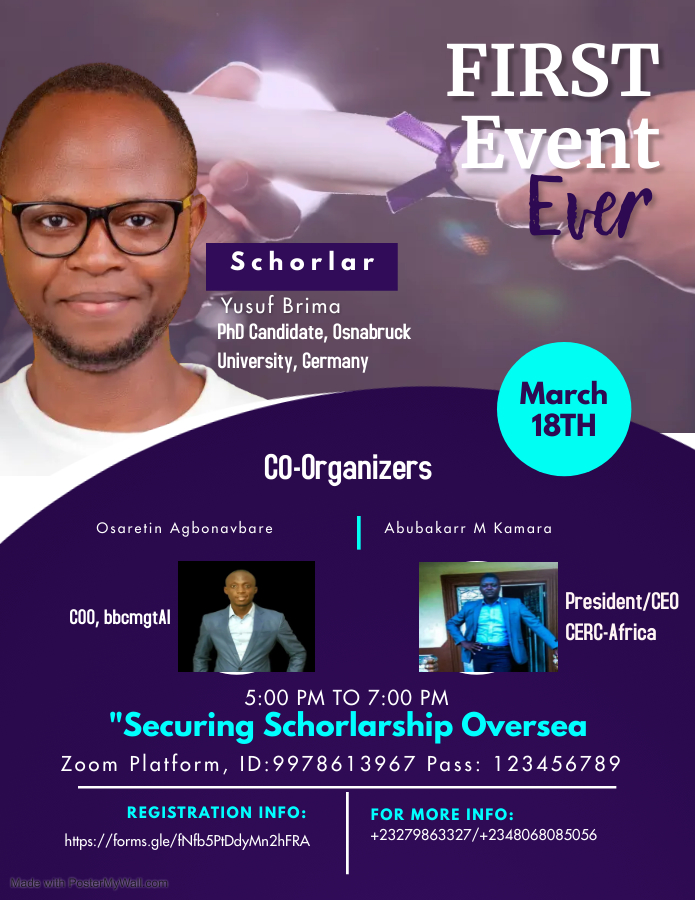 FIRST
Event
Ever
Schorlar
Yusuf Brima
PhD Candidate, Osnabruck
University, Germany
March
18TH
CO-Organizers
Osaretin Agbonavbare
Abubakarr M Kamara
COO, bbcmgtAI
President/CEO
CERC-Africa
5:00 PM TO 7:00 PM
"Securing Schorlarship Oversea
Zoom Platform, ID:9978613967 Pass: 123456789
REGISTRATION INFO:
https://forms.gle/fNfb5PtDdyMn2hFRA
FOR MORE INFO:
+23279863327/+2348068085056
Made with PosterMyWall.com